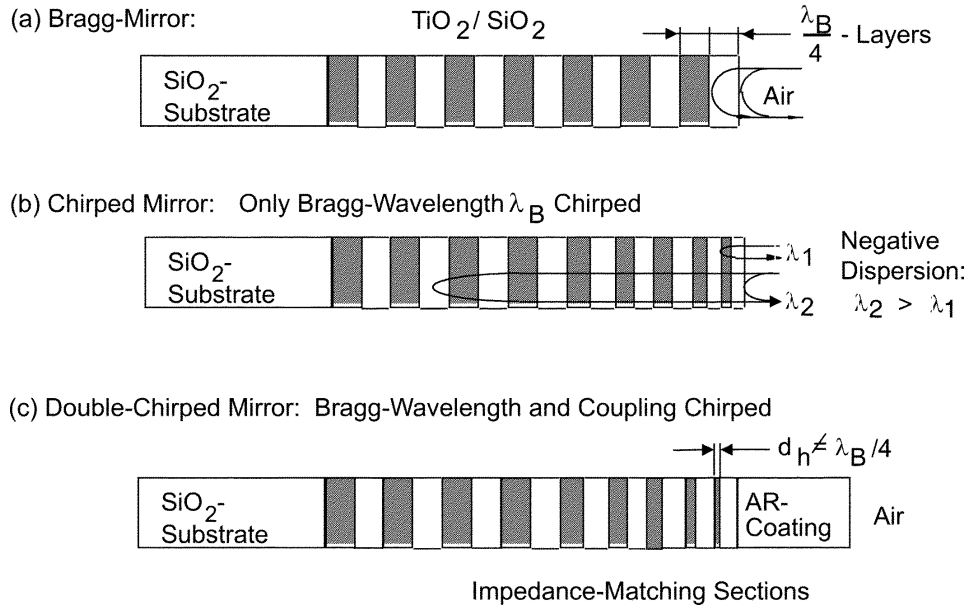 (a) Bragg-Mirror: TiO2/ SiO2 λB/4 - Layers
SiO2-
Substrate
Air
(b) Chirped Mirror: Only Bragg-Wavelength λB Chirped
SiO2-
Substrate
λ1
λ2
Negative
Dispersion:
λ2 > λ1
(c) Double-Chirped Mirror: Bragg-Wavelength and Coupling Chirped
dh ≠ λB/4
SiO2-
Substrate
AR-
Coating
Air
Impedance-Matching Sections